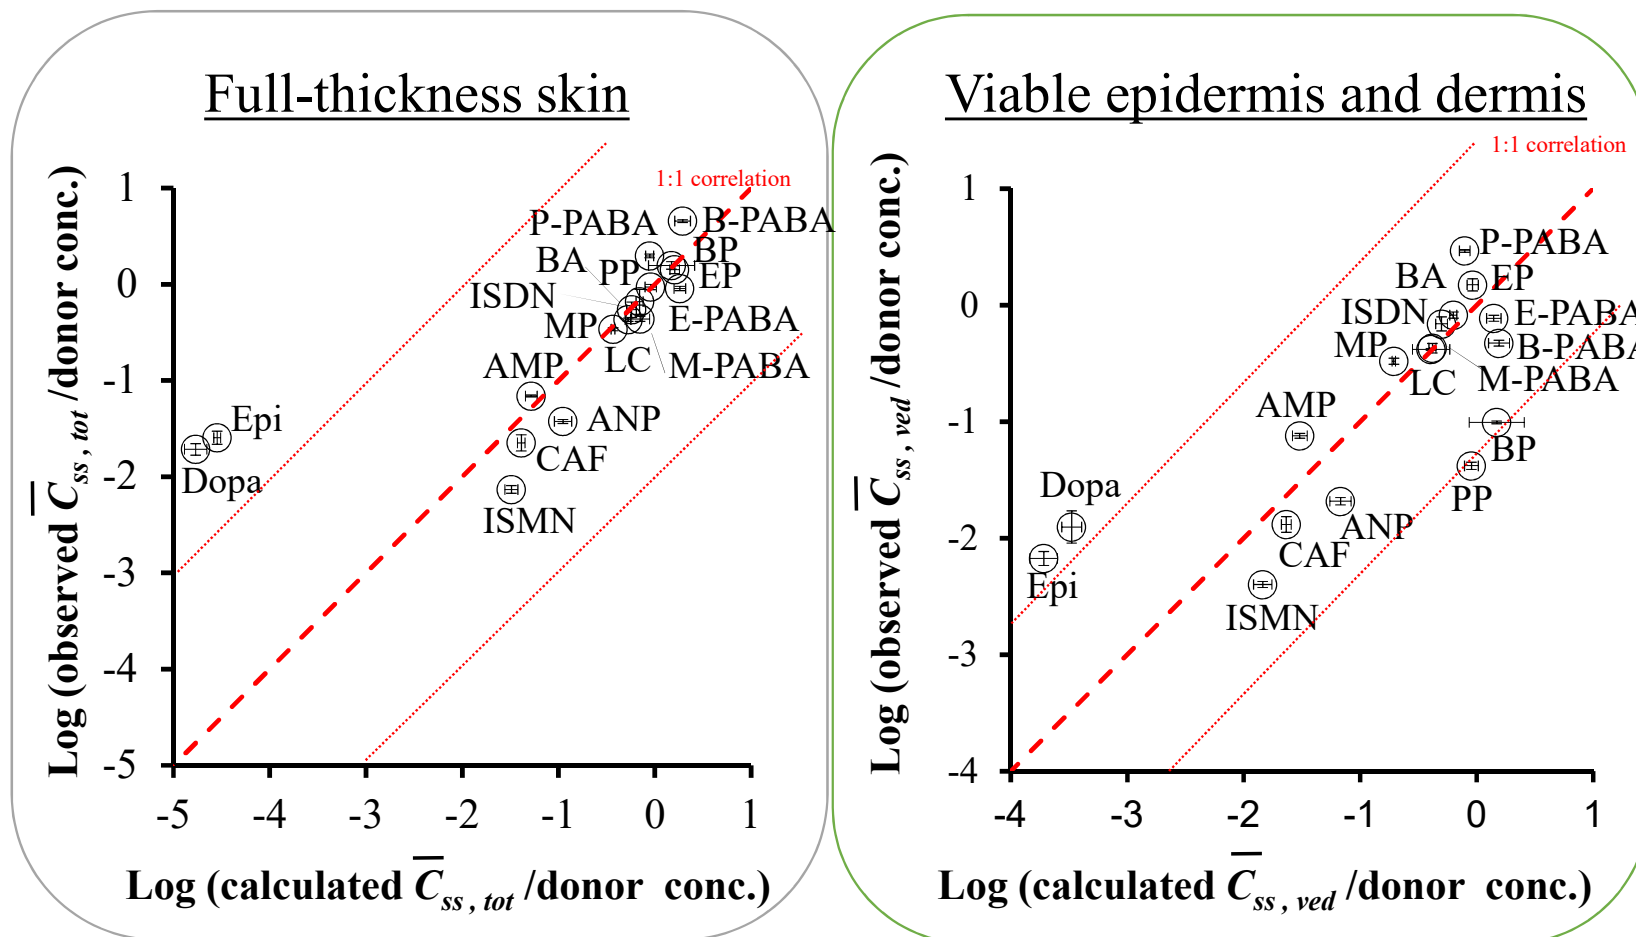 Full-thickness skin
Log (observed C̅ss, tot /donor conc.)
1
0
-1
-2
-3
-4
-5
1:1 correlation
P-PABA
B-PABA
BA
PP
BP
EP
ISDN
E-PABA
MP
LC
M-PABA
AMP
ANP
Epi
CAF
Dopa
ISMN
-5
-4
-3
-2
-1
0
1
Log (calculated C̅ss, tot /donor conc.)
Viable epidermis and dermis
Log (observed C̅ss, ved /donor conc.)
1
0
-1
-2
-3
-4
1:1 correlation
P-PABA
BA
EP
ISDN
E-PABA
MP
B-PABA
LC
M-PABA
AMP
BP
Dopa
PP
ANP
CAF
Epi
ISMN
-4
-3
-2
-1
0
1
Log (calculated C̅ss, ved /donor conc.)